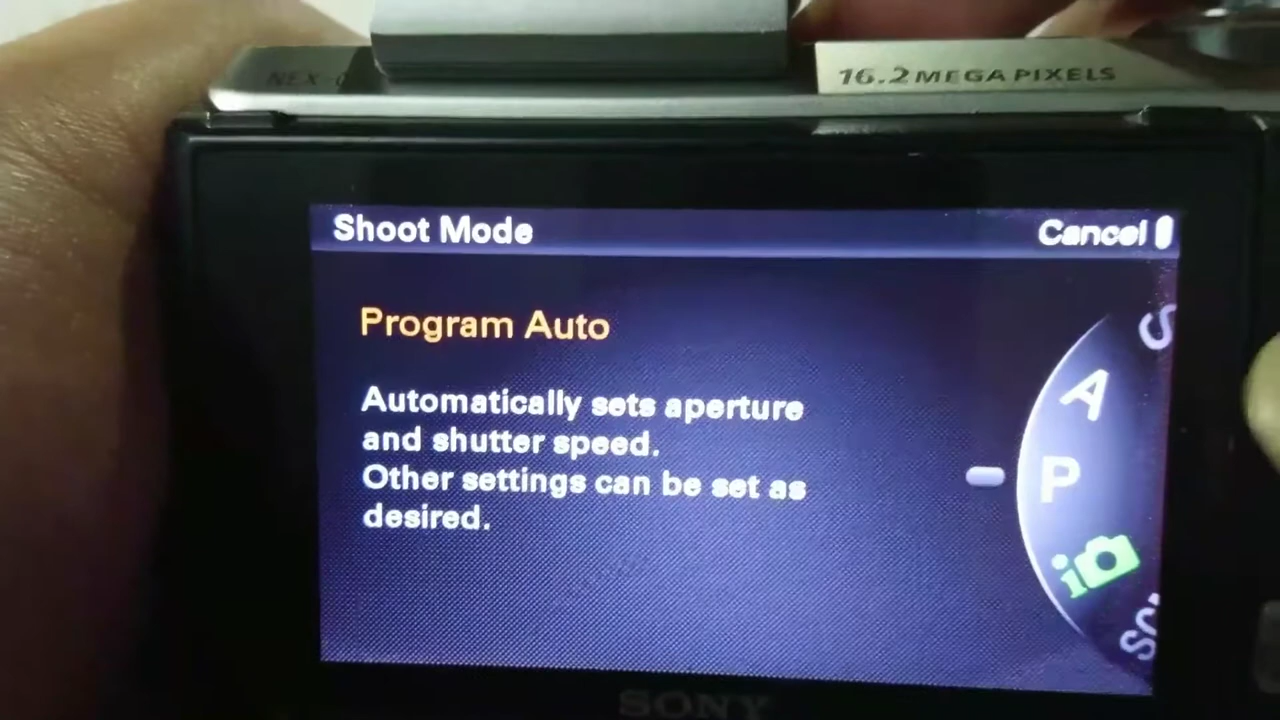 16.2 MEGA PIXELS
Shoot Mode
Cancel
Program Auto
Automatically sets aperture
and shutter speed.
Other settings can be set as
desired.
S
A
P
i
SONY